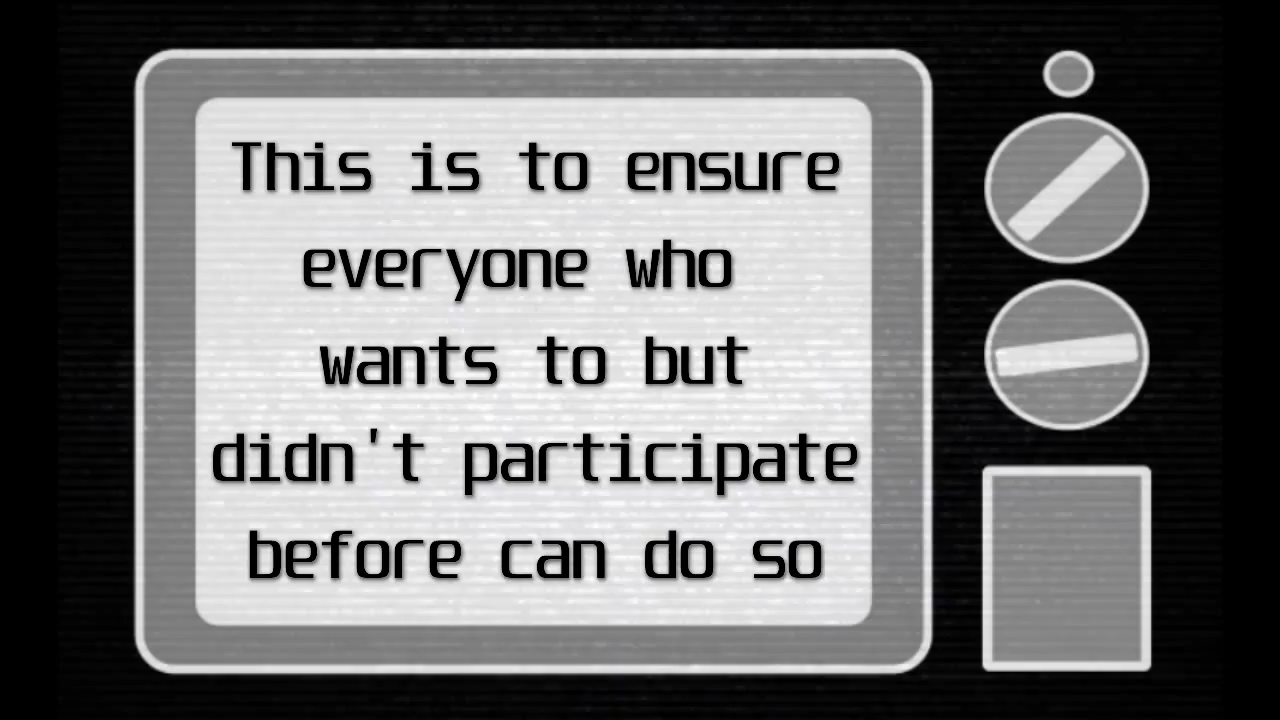 This is to ensure
everyone who
wants to but
didn't participate
before can do so